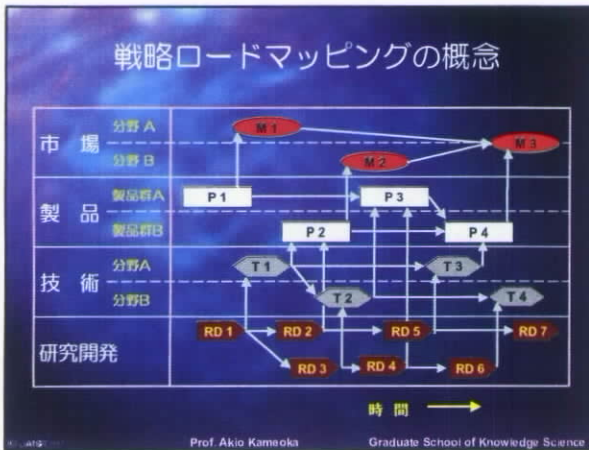 戦略ロードマッピングの概念
市場
分野A
M 1
M 3
分野B
M 2
製品
製品群A
P 1
P 3
製品群B
P 2
P 4
技術
分野A
T 1
T 3
分野B
T 2
T 4
研究開発
RD 1
RD 2
RD 5
RD 7
RD 3
RD 4
RD 6
時間
Prof. Akio Kameoka
Graduate School of Knowledge Science